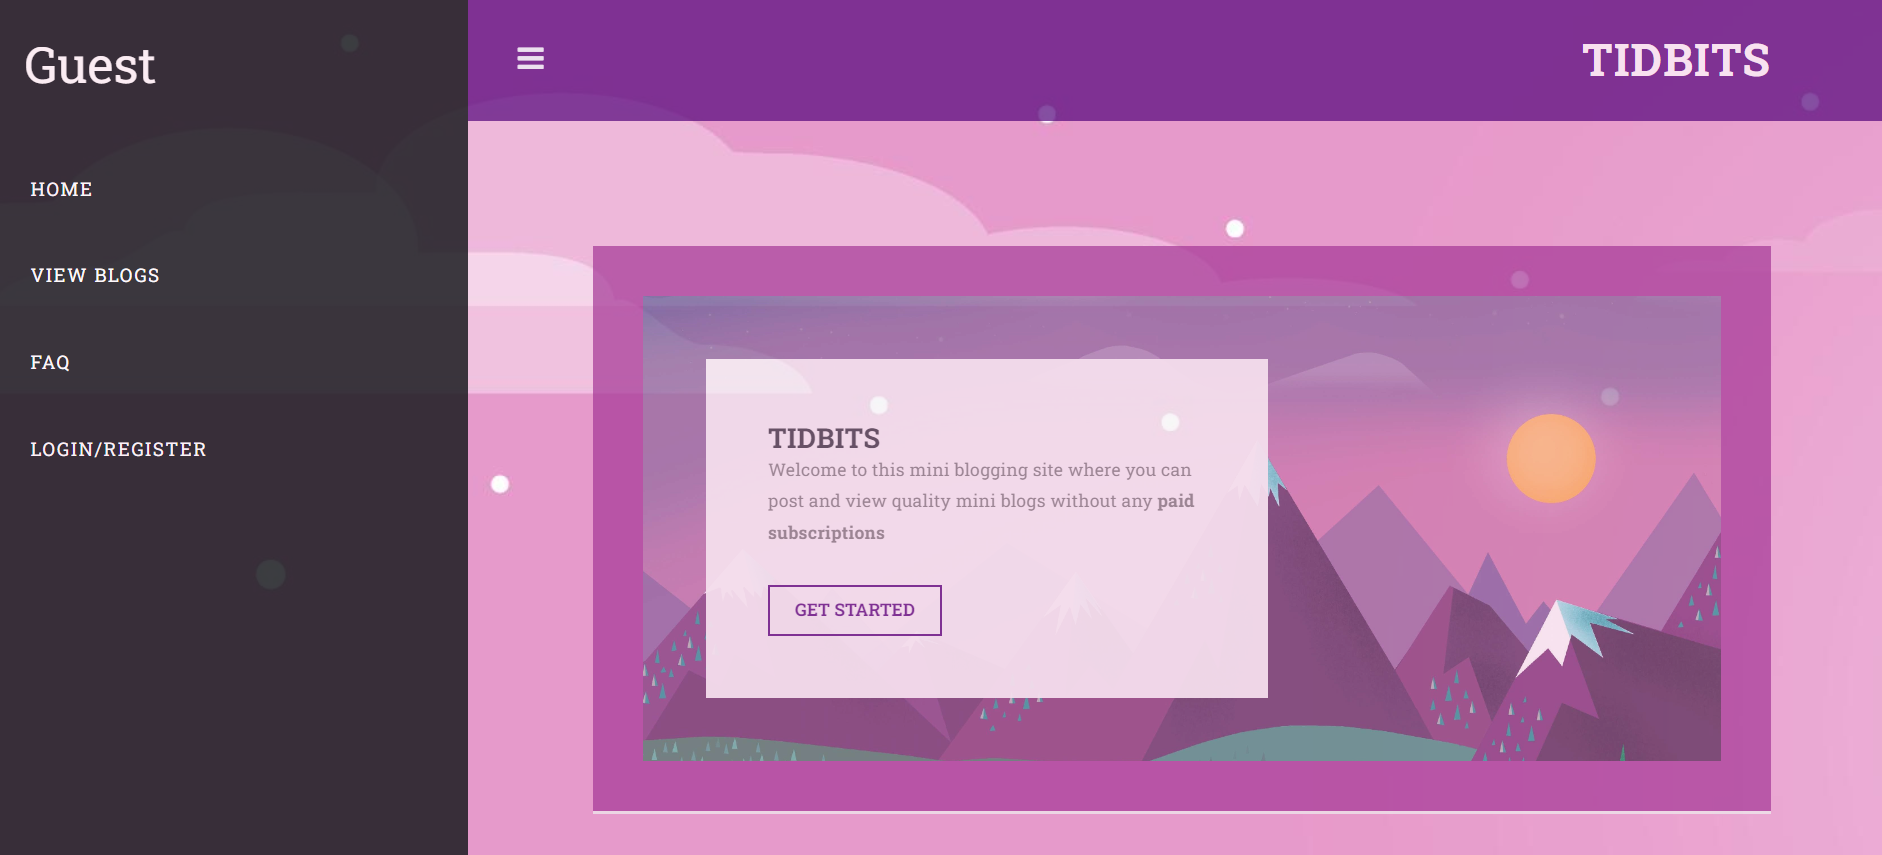 Guest
HOME
VIEW BLOGS
FAQ
LOGIN/REGISTER
TIDBITS
TIDBITS
Welcome to this mini blogging site where you can
post and view quality mini blogs without any paid
subscriptions
GET STARTED